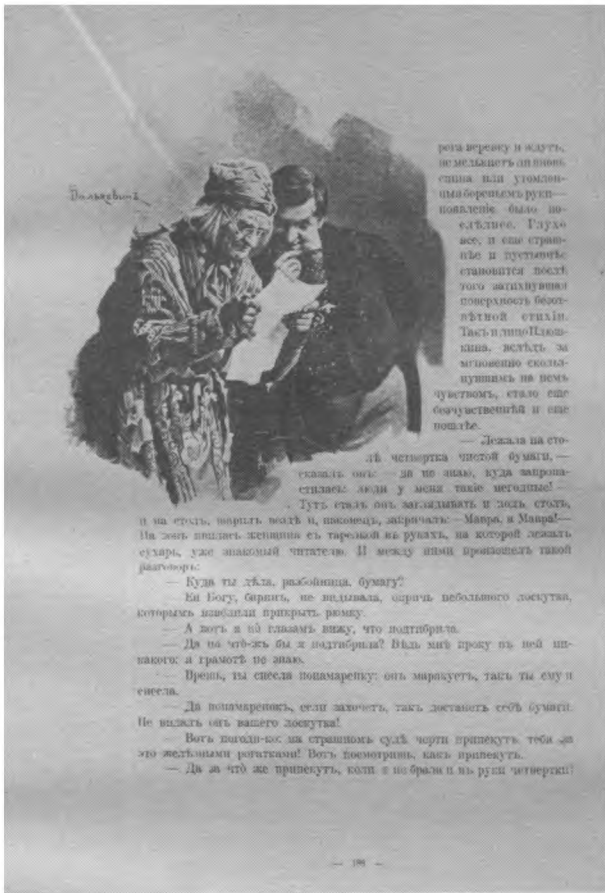 Далькевичъ
рога веревку и ждутъ,
не мелькнетъ ли вновь
спина или утомлен-
ныя бореньемъ руки—
появленіе было по-
слѣднее. Глухо
все, и еще страш-
нѣе и пустыннѣе
становится послѣ
того затихнувшая
поверхность безот-
вѣтной стихіи.
Такъ и лицо Плюш-
кина, вслѣдъ за
мгновенно скольз-
нувшимъ на немъ
чувствомъ, стало еще
безчувственнѣй и еще
пошлѣе.
— Лежала на сто-
лѣ четвертка чистой бумаги,—
сказалъ онъ:—да не знаю, куда запропа-
стилась: люди у меня такіе негодные!—
Тутъ сталъ онъ заглядывать и подъ столъ,
и на столъ, шарилъ вездѣ и, наконецъ, закричалъ:—Мавра, а Мавра!—
На зовъ явилась женщина съ тарелкой въ рукахъ, на которой лежалъ
сухарь, уже знакомый читателю. И между ними произошелъ такой
разговоръ:
— Куда ты дѣла, разбойница, бумагу?
— Ей Богу, баринъ, не видывала, опричь небольшого лоскутка,
которымъ изволили прикрыть рюмку.
— А вотъ я по глазамъ вижу, что подтибрила.
— Да на что́-жъ бы я подтибрила? Вѣдь мнѣ проку въ ней ни-
какого: я грамотѣ не знаю.
— Врешь, ты снесла понамаренку: онъ маракуетъ, такъ ты ему и
снесла.
— Да понамаренокъ, если захочетъ, такъ достанетъ себѣ бумаги.
Не видалъ онъ вашего лоскутка!
— Вотъ погоди-ко: на страшномъ судѣ черти припекутъ тебя за
это желѣзными рогатками! Вотъ посмотришь, какъ припекутъ.
— Да за что́ же припекутъ, коли я не брала и въ руки четвертки?